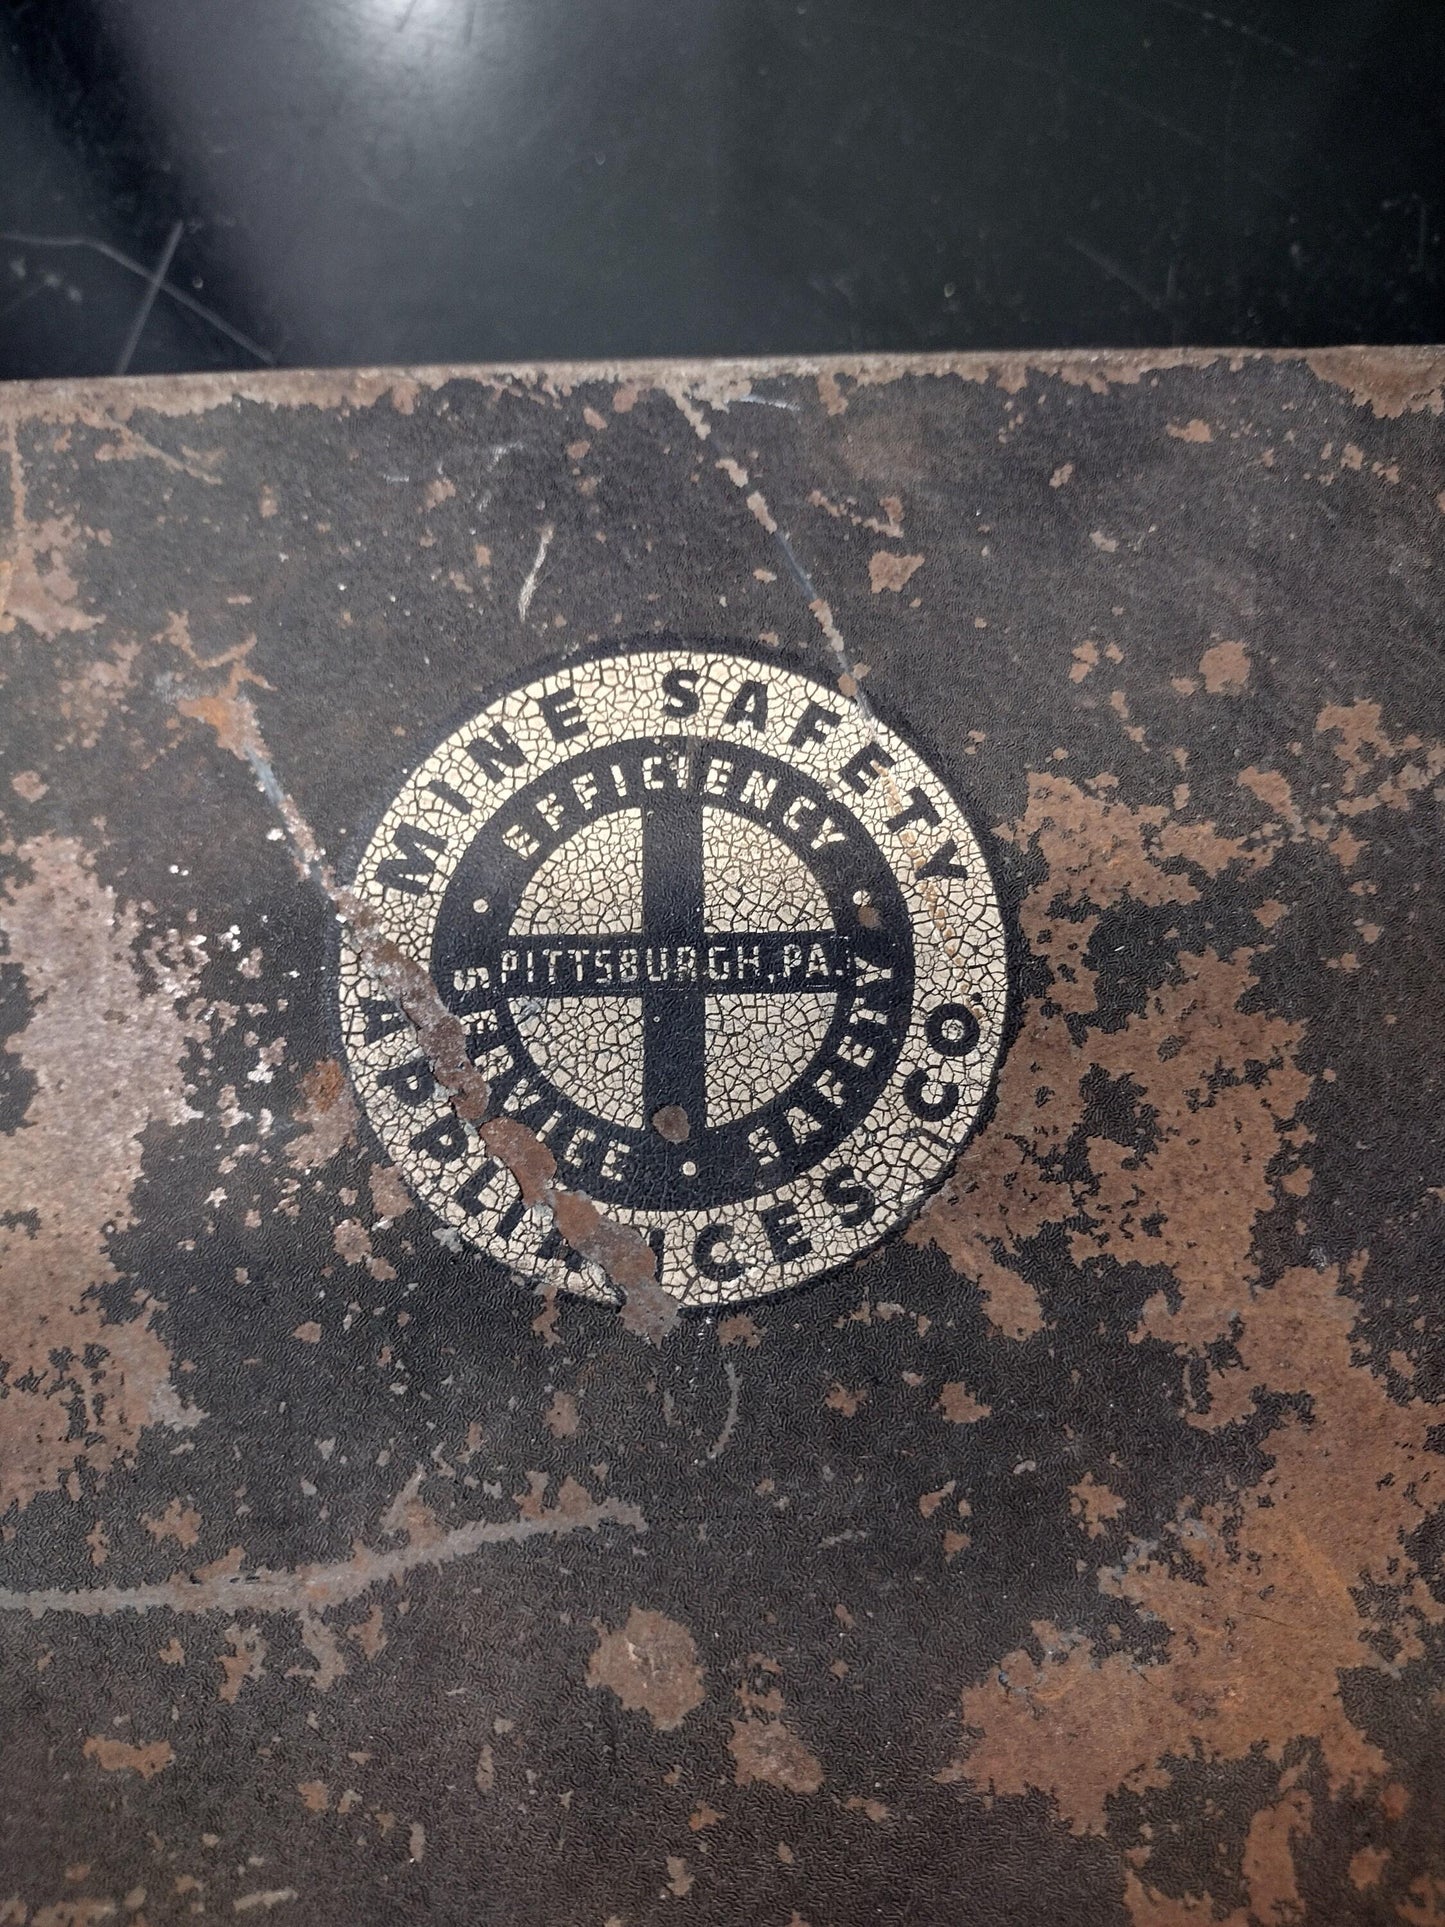 MINE SAFETY
APPLIANCES CO.
EFFICIENCY
PITTSBURGH, PA.
SERVICE • SAFETY